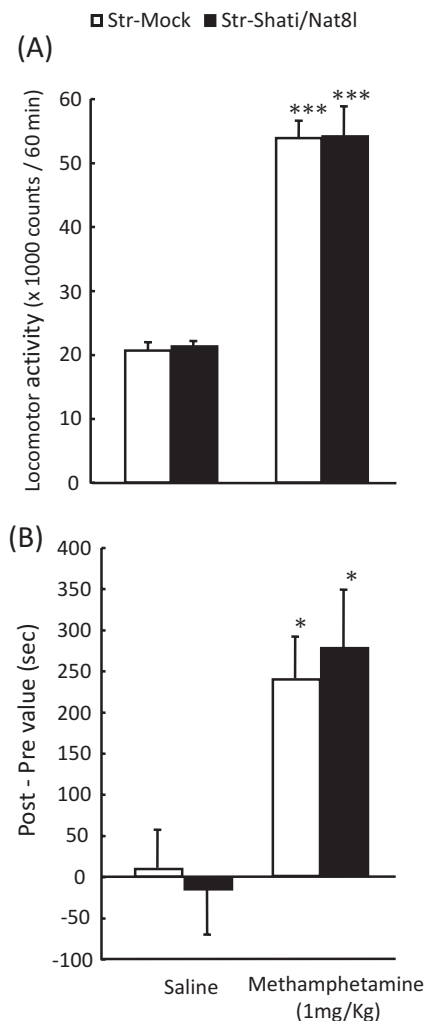 Str-Mock Str-Shati/Nat8l
(A)
Locomotor activity (x 1000 counts / 60 min)
60
50
40
30
20
10
0
*** ***
(B)
Post - Pre value (sec)
400
350
300
250
200
150
100
50
0
-50
-100
* *
Saline Methamphetamine
(1mg/Kg)